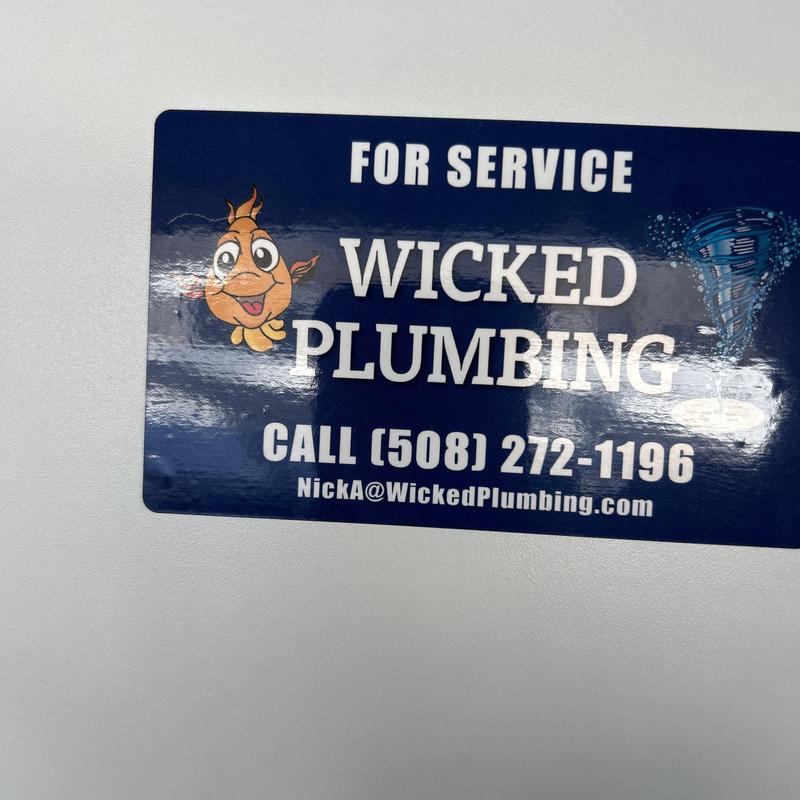 FOR SERVICE
WICKED
PLUMBING
CALL (508) 272-1196
NickA@WickedPlumbing.com